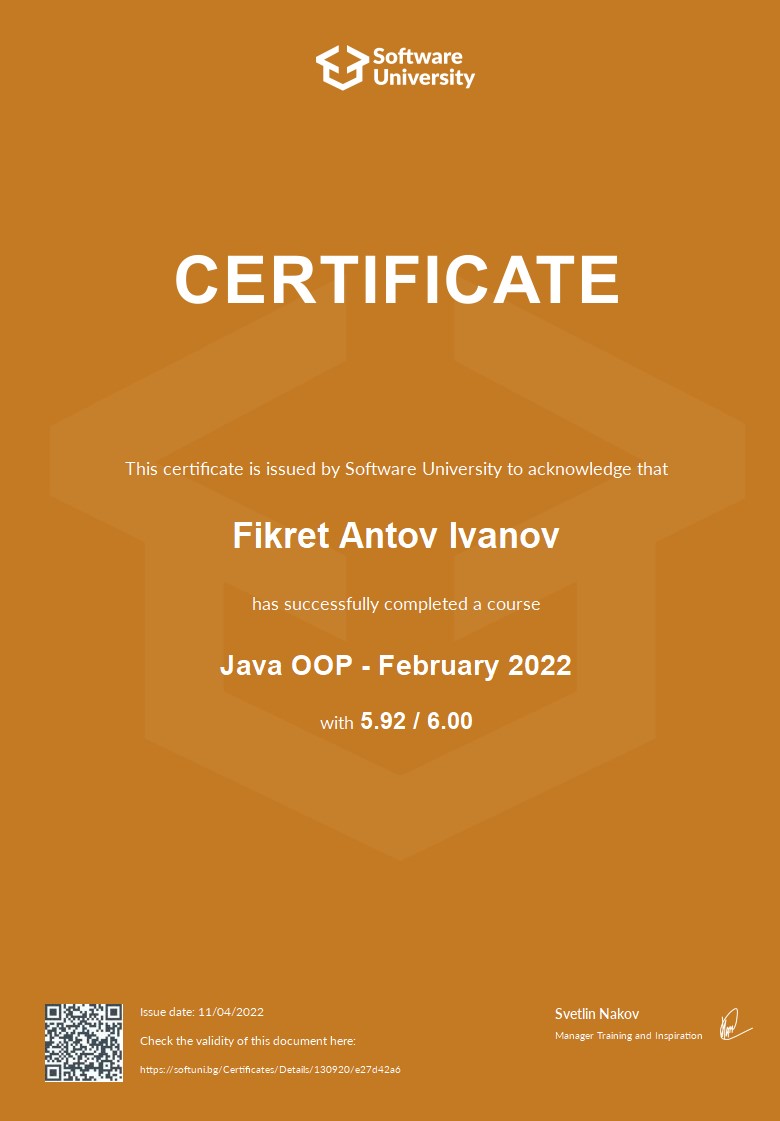 Software
University
CERTIFICATE
This certificate is issued by Software University to acknowledge that
Fikret Antov Ivanov
has successfully completed a course
Java OOP - February 2022
with 5.92 / 6.00
Issue date: 11/04/2022
Check the validity of this document here:
https://softuni.bg/Certificates/Details/130920/e27d42a6
Svetlin Nakov
Manager Training and Inspiration